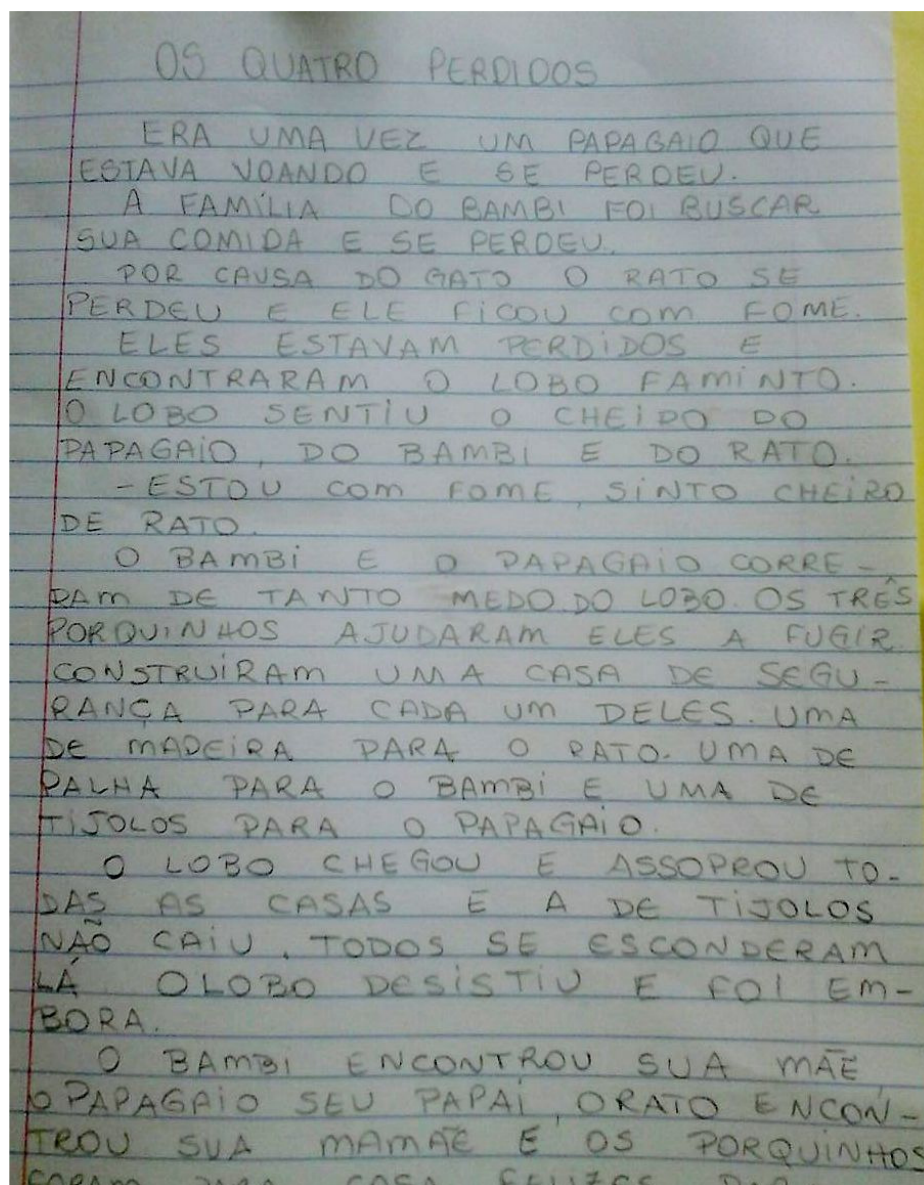 OS QUATRO PERDIDOS
ERA UMA VEZ UM PAPAGAIO QUE
ESTAVA VOANDO E SE PERDEU.
A FAMÍLIA DO BAMBI FOI BUSCAR
SUA COMIDA E SE PERDEU.
POR CAUSA DO GATO O RATO SE
PERDEU E ELE FICOU COM FOME.
ELES ESTAVAM PERDIDOS E
ENCONTRARAM O LOBO FAMINTO.
O LOBO SENTIU O CHEIRO DO
PAPAGAIO, DO BAMBI E DO RATO.
- ESTOU COM FOME, SINTO CHEIRO
DE RATO.
O BAMBI E O PAPAGAIO CORRE-
RAM DE TANTO MEDO DO LOBO. OS TRÊS
PORQUINHOS AJUDARAM ELES A FUGIR.
CONSTRUIRAM UMA CASA DE SEGU-
RANÇA PARA CADA UM DELES. UMA
DE MADEIRA PARA O RATO. UMA DE
PALHA PARA O BAMBI E UMA DE
TIJOLOS PARA O PAPAGAIO.
O LOBO CHEGOU E ASSOPROU TO-
DAS AS CASAS E A DE TIJOLOS
NÃO CAIU. TODOS SE ESCONDERAM
LÁ O LOBO DESISTIU E FOI EM-
BORA.
O BAMBI ENCONTROU SUA MÃE
O PAPAGAIO SEU PAPAI, O RATO ENCON-
TROU SUA MAMÃE E OS PORQUINHOS
PARA CASA FELIZES